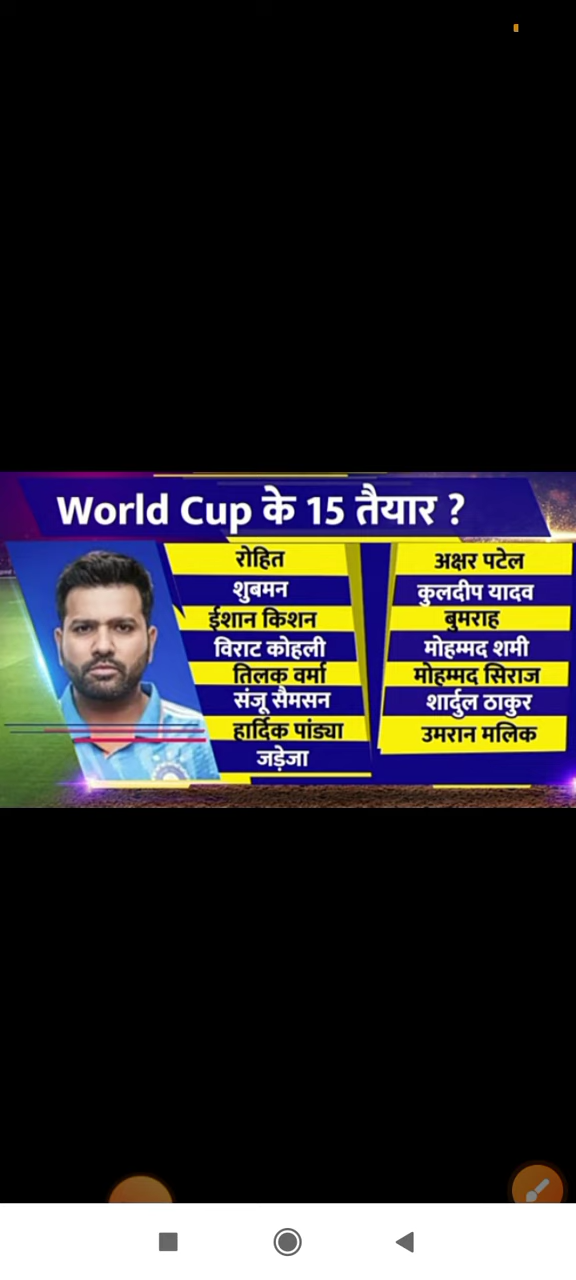 World Cup के 15 तैयार ?
रोहित
शुबमन
ईशान किशन
विराट कोहली
तिलक वर्मा
संजू सैमसन
हार्दिक पांड्या
जड़ेजा
अक्षर पटेल
कुलदीप यादव
बुमराह
मोहम्मद शमी
मोहम्मद सिराज
शार्दुल ठाकुर
उमरान मलिक